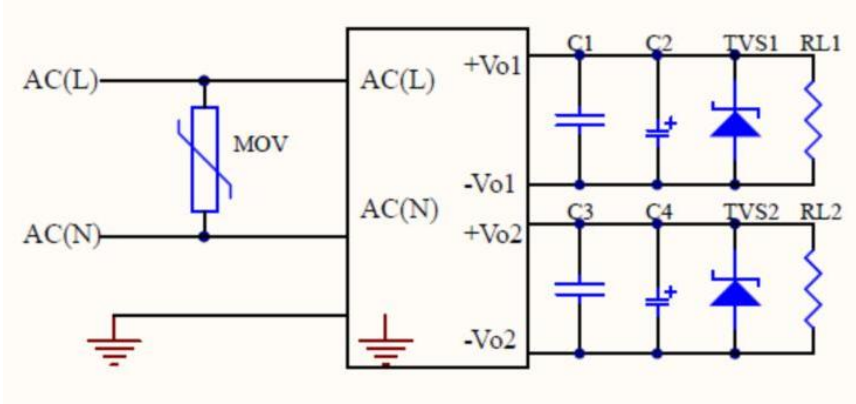 C1 C2 TVS1 RL1
+Vo1
AC(L) AC(L)
MOV
-Vo1
AC(N) AC(N)
C3 C4 TVS2 RL2
+Vo2
-Vo2